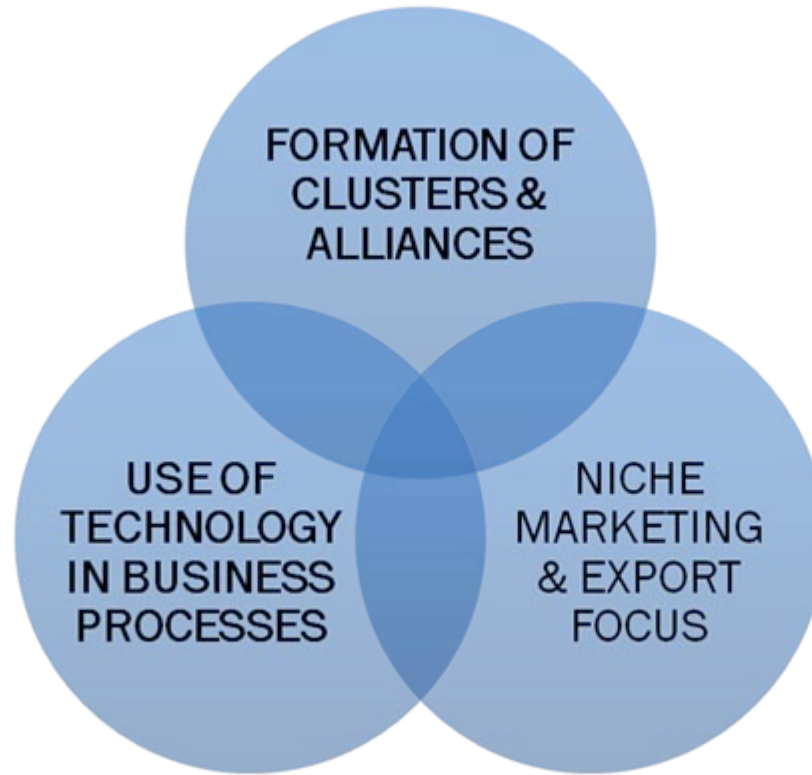 FORMATION OF
CLUSTERS &
ALLIANCES
USE OF
TECHNOLOGY
IN BUSINESS
PROCESSES
NICHE
MARKETING
& EXPORT
FOCUS